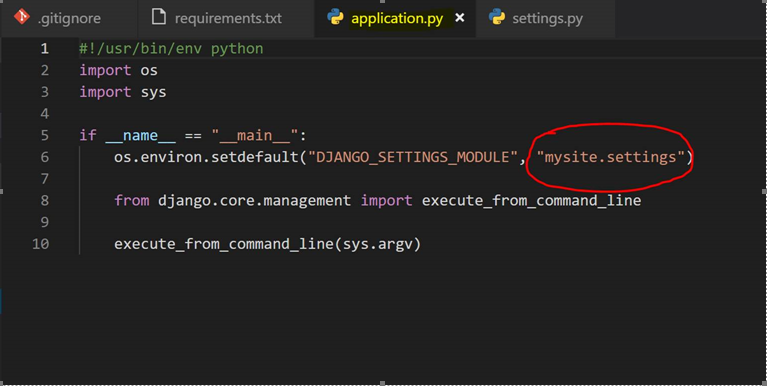 .gitignore
requirements.txt
application.py
settings.py
1 #!/usr/bin/env python
2 import os
3 import sys
4
5 if __name__ == "__main__":
6 os.environ.setdefault("DJANGO_SETTINGS_MODULE", "mysite.settings")
7
8 from django.core.management import execute_from_command_line
9
10 execute_from_command_line(sys.argv)